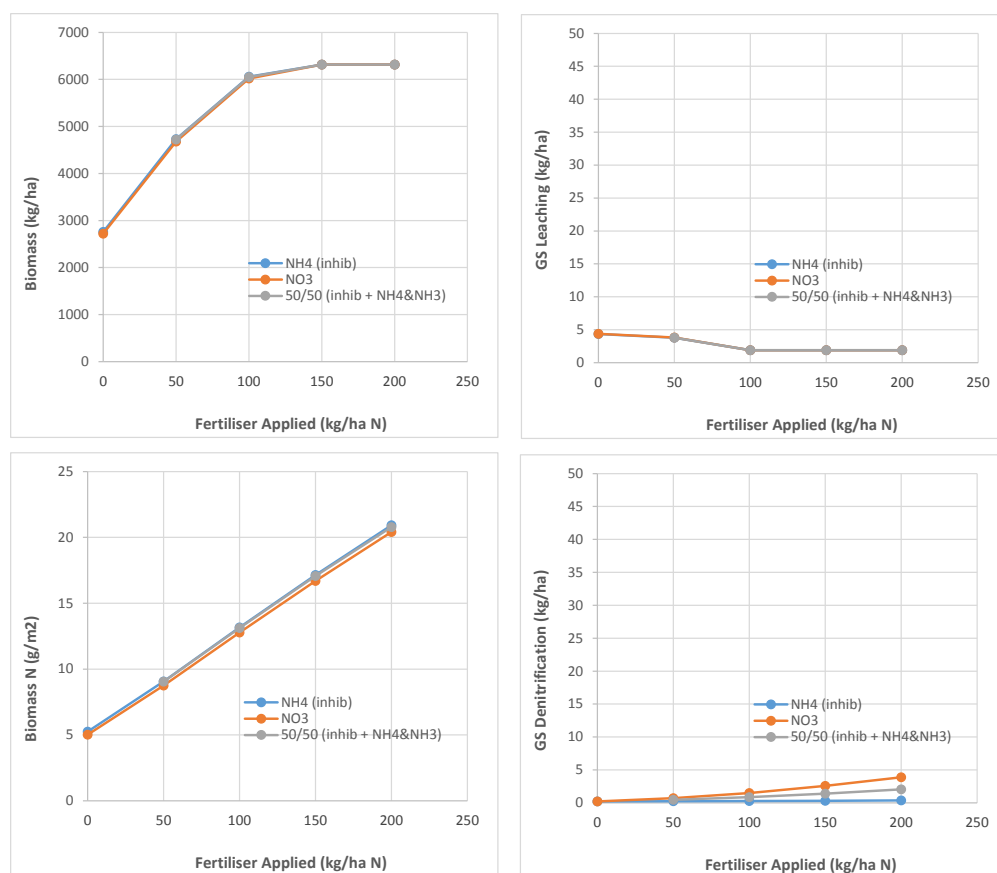 7000
6000
5000
4000
3000
2000
1000
0
Biomass (kg/ha)
NH4 (inhib)
NO3
50/50 (inhib + NH4&NH3)
0 50 100 150 200 250
Fertiliser Applied (kg/ha N)
50
45
40
35
30
25
20
15
10
5
0
GS Leaching (kg/ha)
NH4 (inhib)
NO3
50/50 (inhib + NH4&NH3)
0 50 100 150 200 250
Fertiliser Applied (kg/ha N)
25
20
15
10
5
0
Biomass N (g/m2)
NH4 (inhib)
NO3
50/50 (inhib + NH4&NH3)
0 50 100 150 200 250
Fertiliser Applied (kg/ha N)
50
45
40
35
30
25
20
15
10
5
0
GS Denitrification (kg/ha)
NH4 (inhib)
NO3
50/50 (inhib + NH4&NH3)
0 50 100 150 200 250
Fertiliser Applied (kg/ha N)